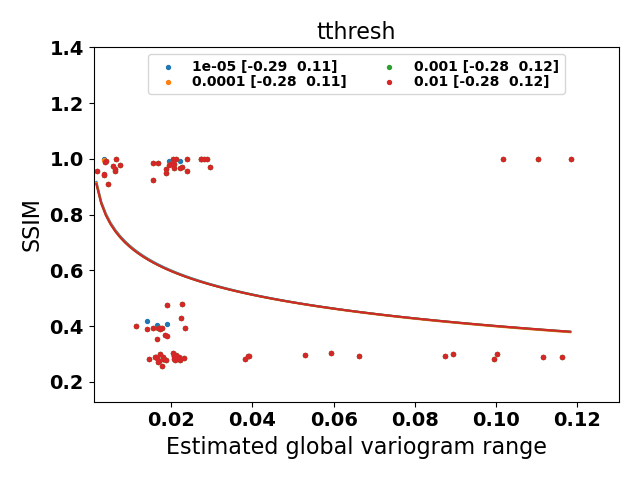 tthresh
1e-05 [-0.29  0.11]
0.0001 [-0.28  0.11]
0.001 [-0.28  0.12]
0.01 [-0.28  0.12]
SSIM
1.4
1.2
1.0
0.8
0.6
0.4
0.2
0.02 0.04 0.06 0.08 0.10 0.12
Estimated global variogram range